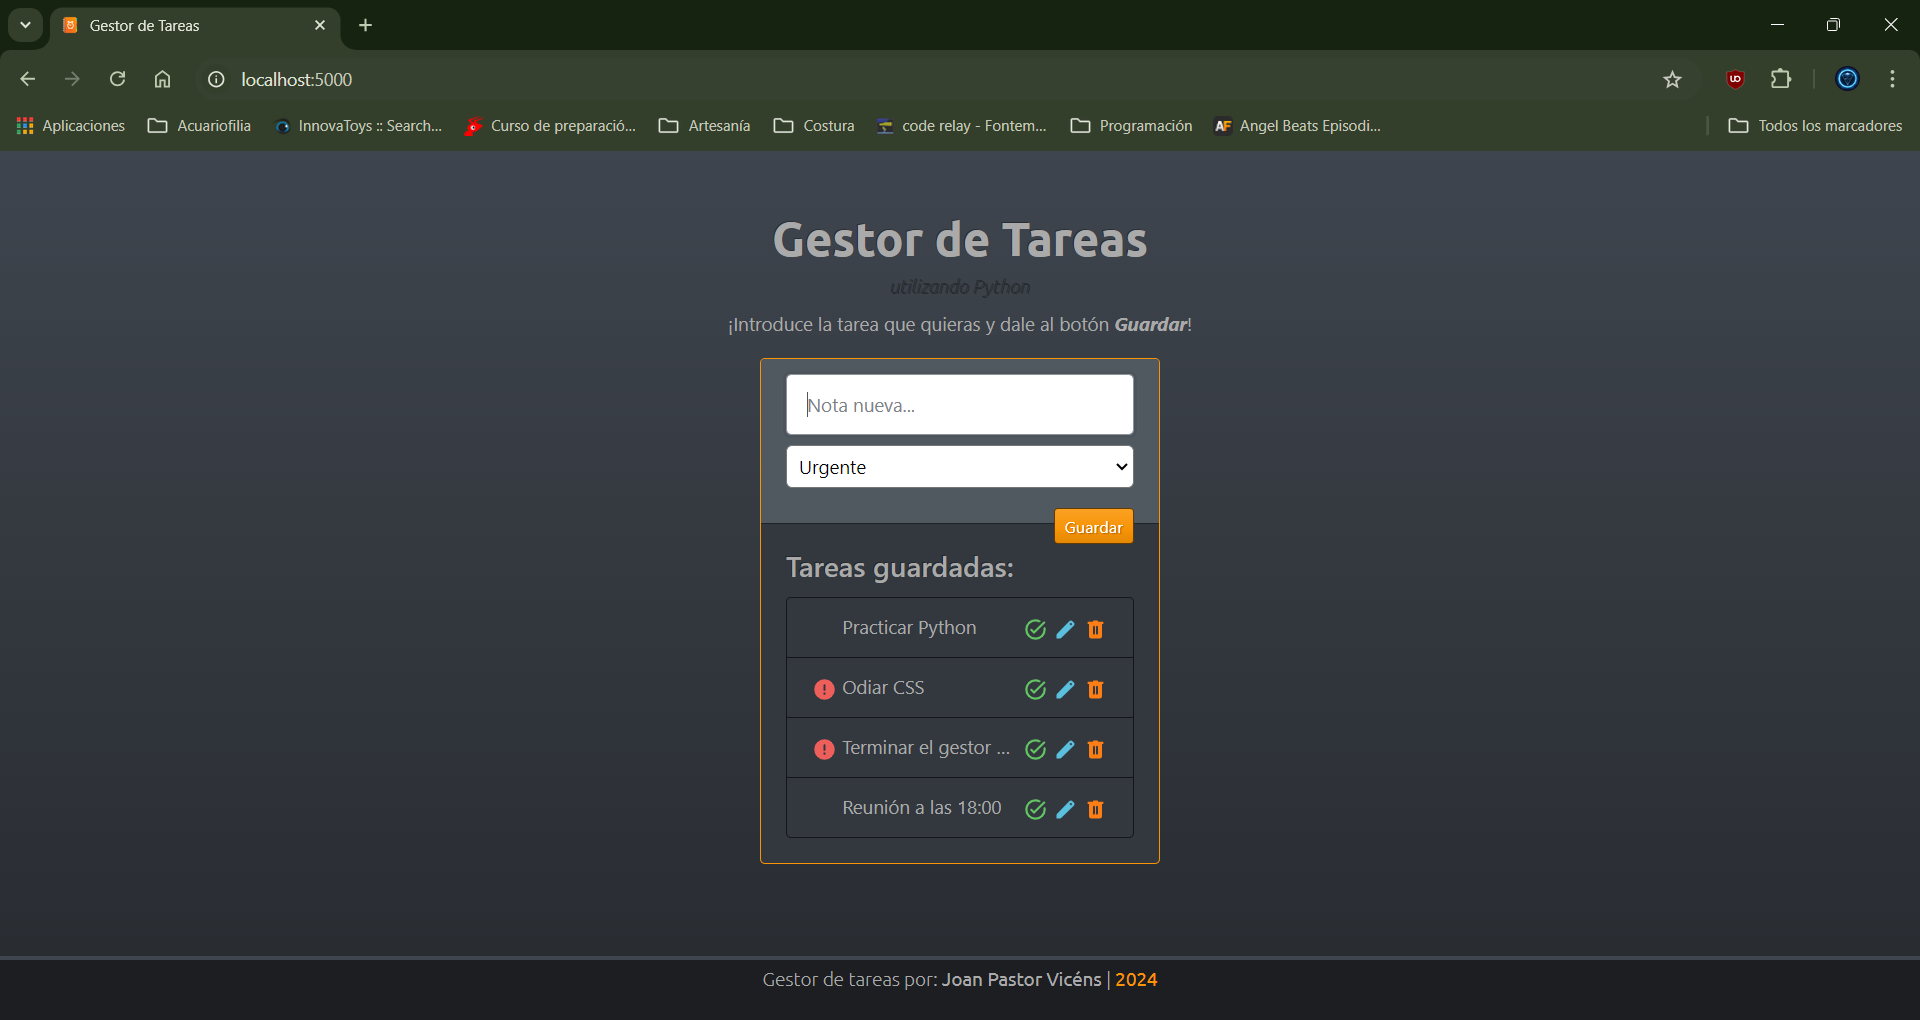 Gestor de Tareas
localhost:5000
Aplicaciones Acuariofilia InnovaToys :: Search... Curso de preparació... Artesanía Costura code relay - Fontem... Programación AF Angel Beats Episodi... Todos los marcadores
Gestor de Tareas
utilizando Python
¡Introduce la tarea que quieras y dale al botón Guardar!
Nota nueva...
Urgente
Guardar
Tareas guardadas:
Practicar Python
! Odiar CSS
! Terminar el gestor ...
Reunión a las 18:00
Gestor de tareas por: Joan Pastor Vicéns | 2024